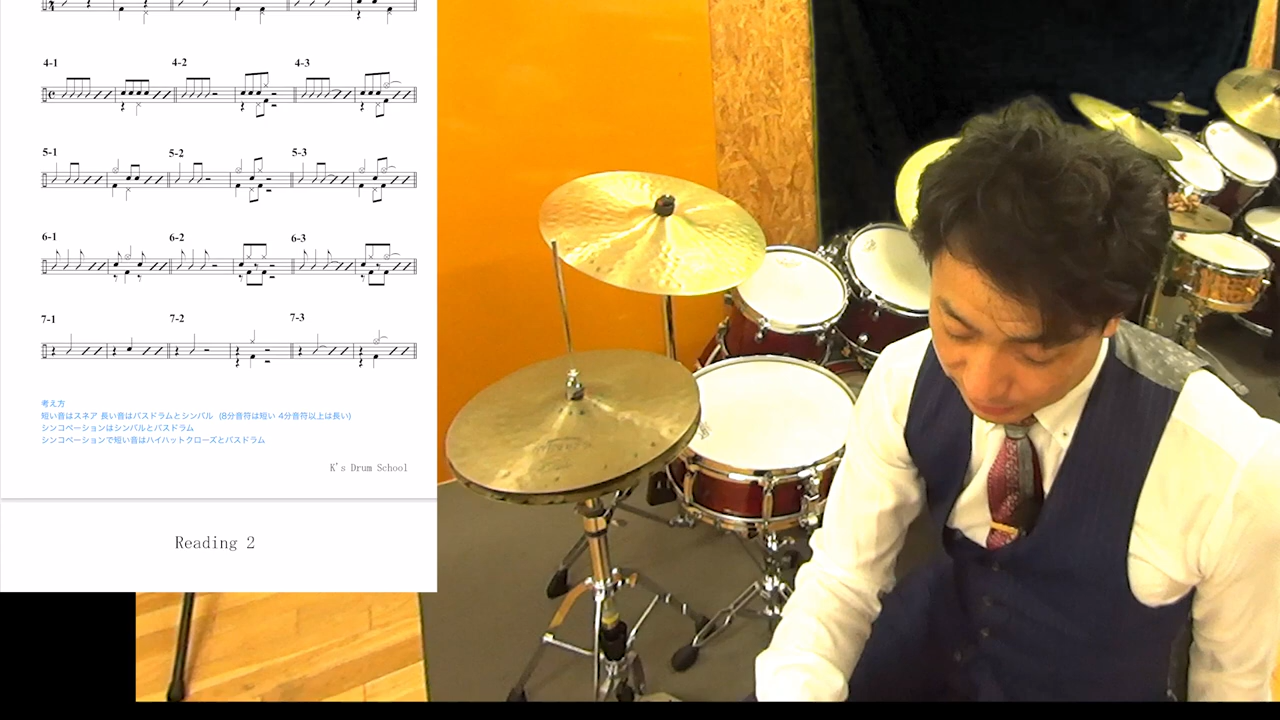 4-1 4-2 4-3
5-1 5-2 5-3
6-1 6-2 6-3
7-1 7-2 7-3
考え方
短い音はスネア 長い音はバスドラムとシンバル (8分音符は短い 4分音符以上は長い)
シンコペーションはシンバルとバスドラム
シンコペーションで短い音はハイハットクローズとバスドラム
K's Drum School
Reading 2